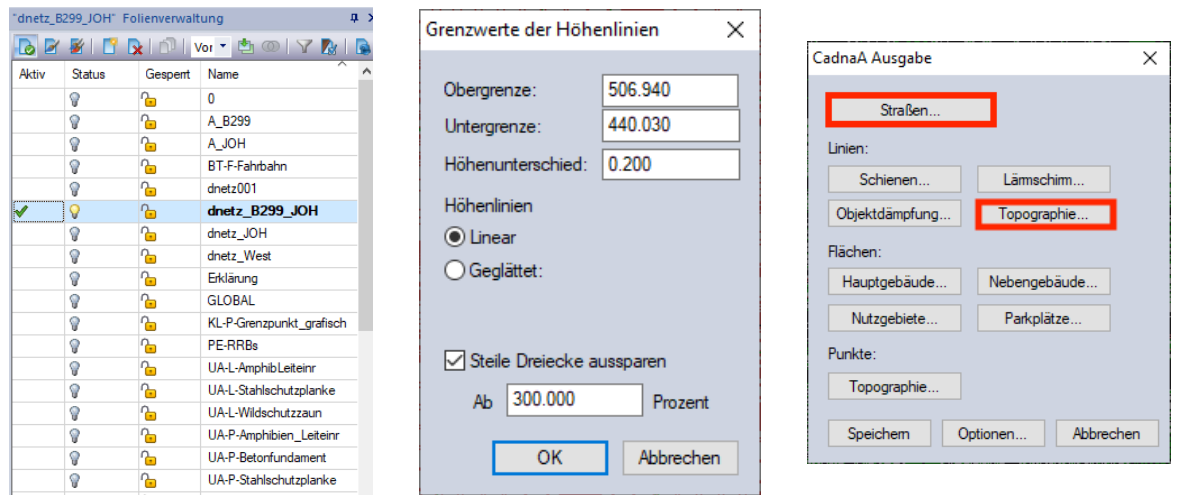 "dnetz_B299_JOH" Folienverwaltung
Vor
Aktiv Status Gesperrt Name
0
A_B299
A_JOH
BT-F-Fahrbahn
dnetz001
dnetz_B299_JOH
dnetz_JOH
dnetz_West
Erklärung
GLOBAL
KL-P-Grenzpunkt_grafisch
PE-RRBs
UA-L-AmphibLeiteinr
UA-L-Stahlschutzplanke
UA-L-Wildschutzzaun
UA-P-Amphibien_Leiteinr
UA-P-Betonfundament
UA-P-Stahlschutzplanke
Grenzwerte der Höhenlinien
Obergrenze: 506.940
Untergrenze: 440.030
Höhenunterschied: 0.200
Höhenlinien
Linear
Geglättet:
Steile Dreiecke aussparen
Ab 300.000 Prozent
OK Abbrechen
CadnaA Ausgabe
Straßen...
Linien:
Schienen... Lärmschirm...
Objektdämpfung... Topographie...
Flächen:
Hauptgebäude... Nebengebäude...
Nutzgebiete... Parkplätze...
Punkte:
Topographie...
Speichern Optionen... Abbrechen